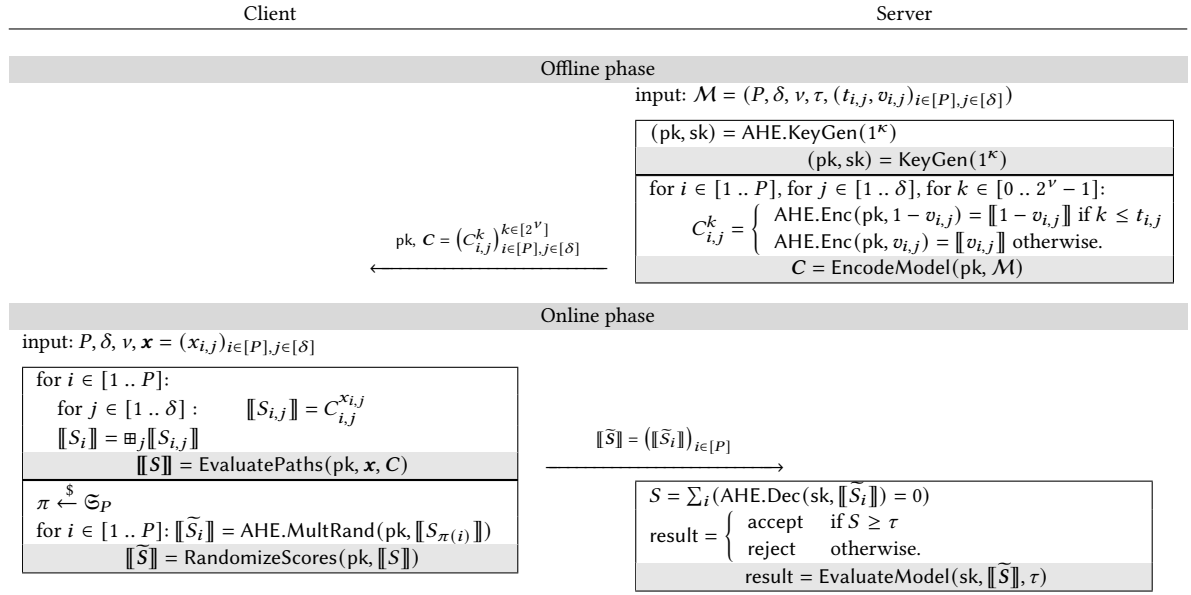 Client Server
Offline phase
input: 𝓜 = (P, δ, ν, τ, (t_{i,j}, v_{i,j})_{i∈[P],j∈[δ]})
(pk, sk) = AHE.KeyGen(1^κ)
(pk, sk) = KeyGen(1^κ)
for i ∈ [1 .. P], for j ∈ [1 .. δ], for k ∈ [0 .. 2^ν − 1]:
C^k_{i,j} = { AHE.Enc(pk, 1 − v_{i,j}) = ⟦1 − v_{i,j}⟧ if k ≤ t_{i,j}
AHE.Enc(pk, v_{i,j}) = ⟦v_{i,j}⟧ otherwise.
C = EncodeModel(pk, 𝓜)
pk, C = (C^k_{i,j})^{k∈[2^ν]}_{i∈[P],j∈[δ]}
Online phase
input: P, δ, ν, x = (x_{i,j})_{i∈[P],j∈[δ]}
for i ∈ [1 .. P]:
for j ∈ [1 .. δ] : ⟦S_{i,j}⟧ = C^{x_{i,j}}_{i,j}
⟦S_i⟧ = ⊞_j⟦S_{i,j}⟧
⟦S⟧ = EvaluatePaths(pk, x, C)
π ←$ 𝔖_P
for i ∈ [1 .. P]: ⟦S̃_i⟧ = AHE.MultRand(pk, ⟦S_{π(i)}⟧)
⟦S̃⟧ = RandomizeScores(pk, ⟦S⟧)
⟦S̃⟧ = (⟦S̃_i⟧)_{i∈[P]}
S = ∑_i(AHE.Dec(sk, ⟦S̃_i⟧) = 0)
result = { accept if S ≥ τ
reject otherwise.
result = EvaluateModel(sk, ⟦S̃⟧, τ)